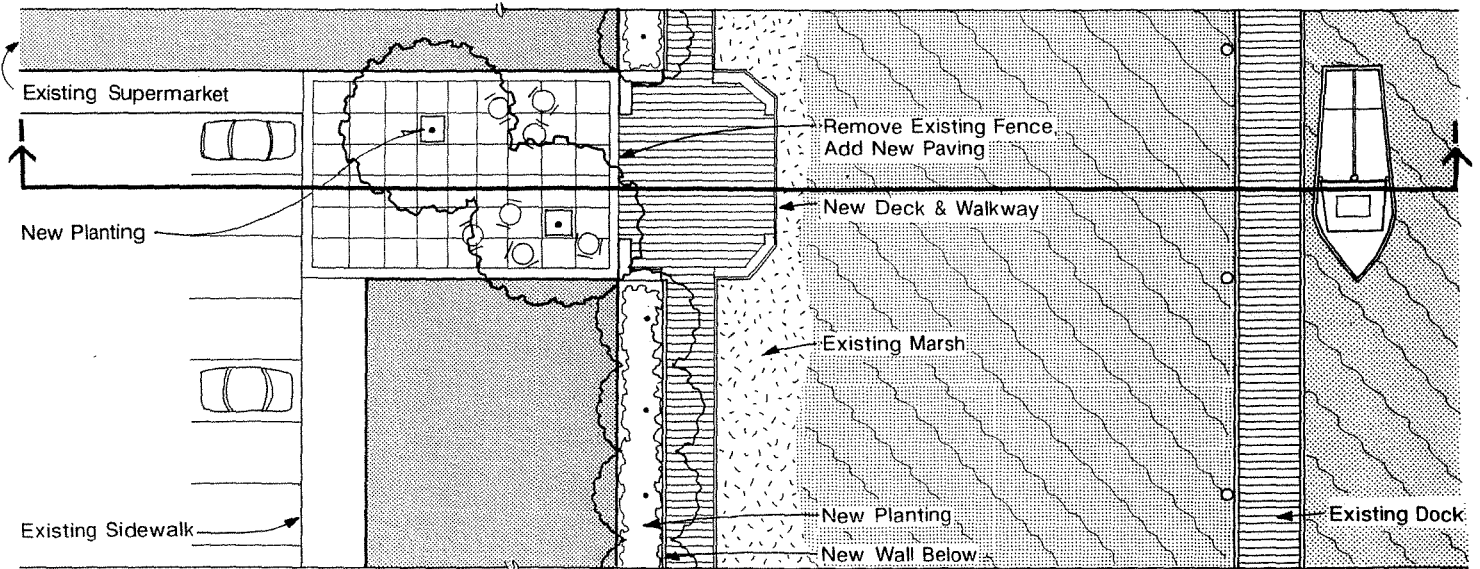 Existing Supermarket
Remove Existing Fence,
Add New Paving
New Planting
New Deck & Walkway
Existing Marsh
Existing Sidewalk
New Planting
Existing Dock
New Wall Below